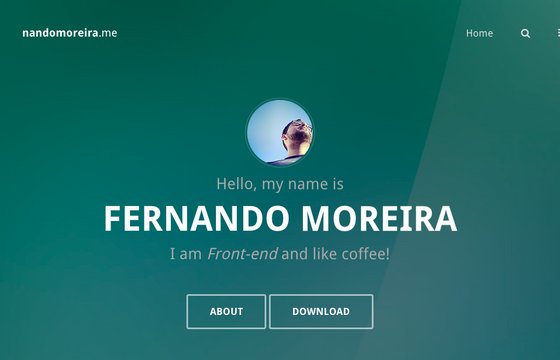 nandomoreira.me
Home
Hello, my name is
FERNANDO MOREIRA
I am Front-end and like coffee!
ABOUT
DOWNLOAD